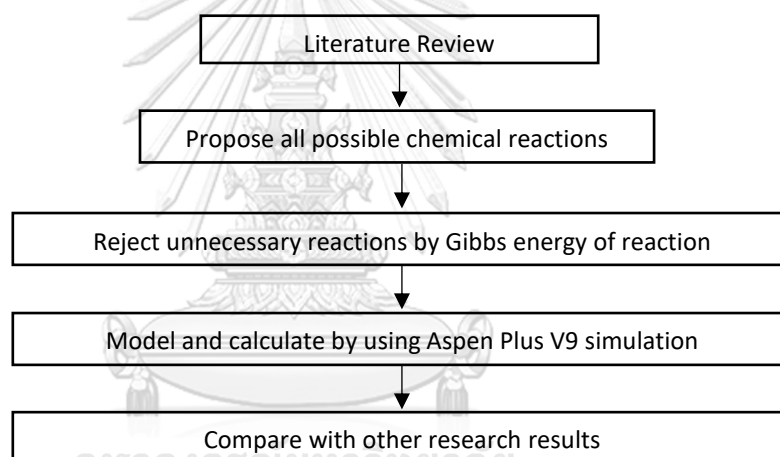 Literature Review
Propose all possible chemical reactions
Reject unnecessary reactions by Gibbs energy of reaction
Model and calculate by using Aspen Plus V9 simulation
Compare with other research results